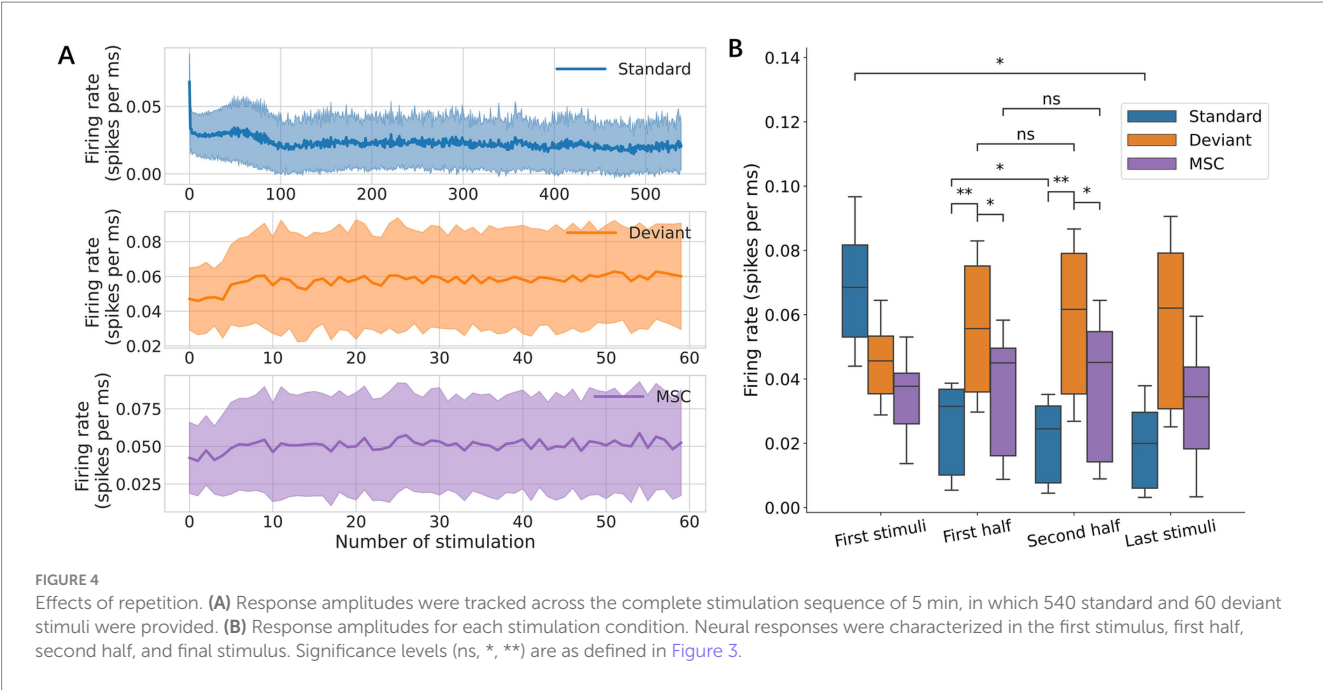 A
Firing rate
(spikes per ms)
0.05
0.00
Standard
0 100 200 300 400 500
Firing rate
(spikes per ms)
0.08
0.06
0.04
0.02
Deviant
0 10 20 30 40 50 60
Firing rate
(spikes per ms)
0.075
0.050
0.025
MSC
0 10 20 30 40 50 60
Number of stimulation
B
Firing rate (spikes per ms)
0.14
0.12
0.10
0.08
0.06
0.04
0.02
0.00
*
ns
ns
*
** *
** *
Standard
Deviant
MSC
First stimuli First half Second half Last stimuli
FIGURE 4
Effects of repetition. (A) Response amplitudes were tracked across the complete stimulation sequence of 5 min, in which 540 standard and 60 deviant
stimuli were provided. (B) Response amplitudes for each stimulation condition. Neural responses were characterized in the first stimulus, first half,
second half, and final stimulus. Significance levels (ns, *, **) are as defined in Figure 3.